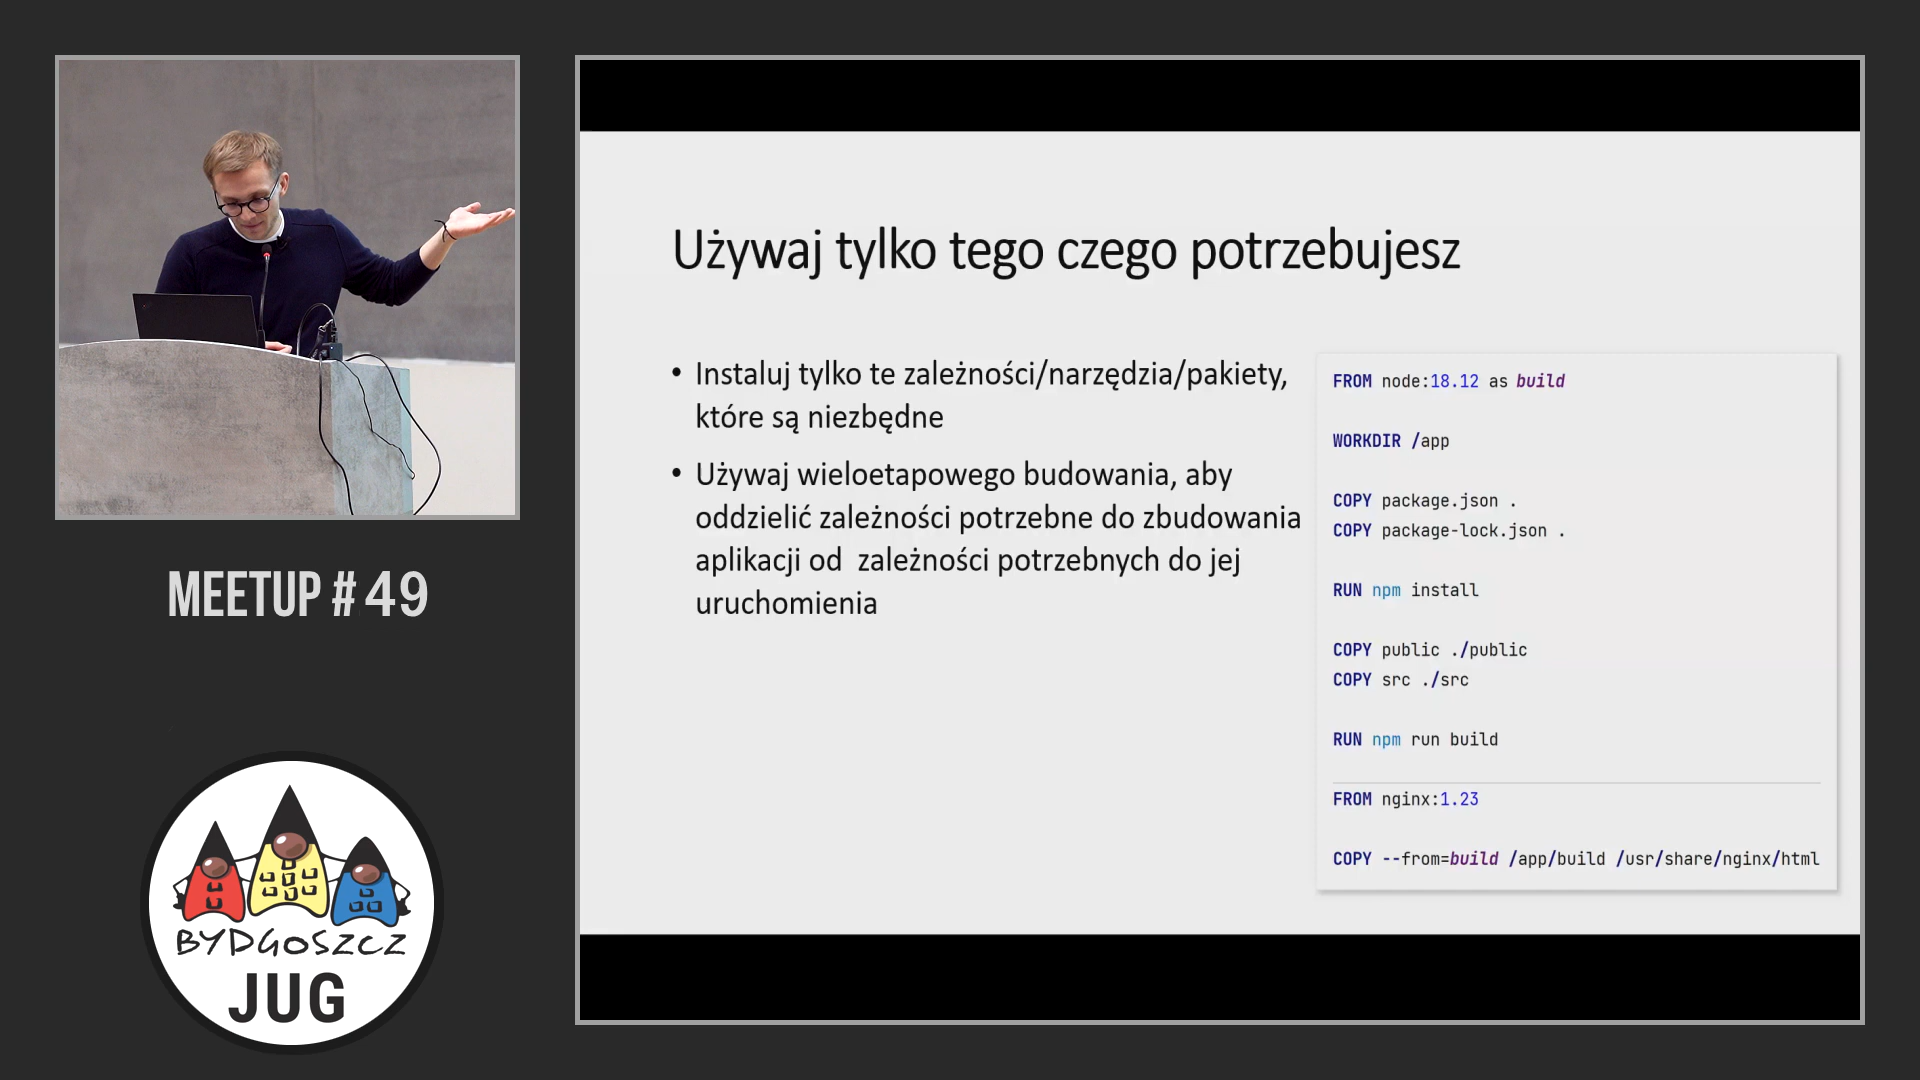 MEETUP #49
BYDGOSZCZ
JUG
Używaj tylko tego czego potrzebujesz
• Instaluj tylko te zależności/narzędzia/pakiety,
które są niezbędne
• Używaj wieloetapowego budowania, aby
oddzielić zależności potrzebne do zbudowania
aplikacji od  zależności potrzebnych do jej
uruchomienia
FROM node:18.12 as build
WORKDIR /app
COPY package.json .
COPY package-lock.json .
RUN npm install
COPY public ./public
COPY src ./src
RUN npm run build
FROM nginx:1.23
COPY --from=build /app/build /usr/share/nginx/html